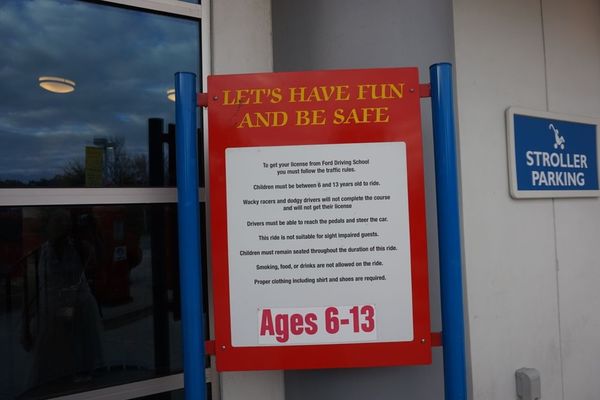 LET'S HAVE FUN
AND BE SAFE
To get your license from Ford Driving School
you must follow the traffic rules.
Children must be between 6 and 13 years old to ride.
Wocky racers and dodgy drivers will not complete the course
and will not get their license
Drivers must be able to reach the pedals and steer the car.
This ride is not suitable for sight impaired guests.
Children must remain seated throughout the duration of this ride.
Smoking, food, or drinks are not allowed on the ride.
Proper clothing including shirt and shoes are required.
Ages 6-13
STROLLER
PARKING